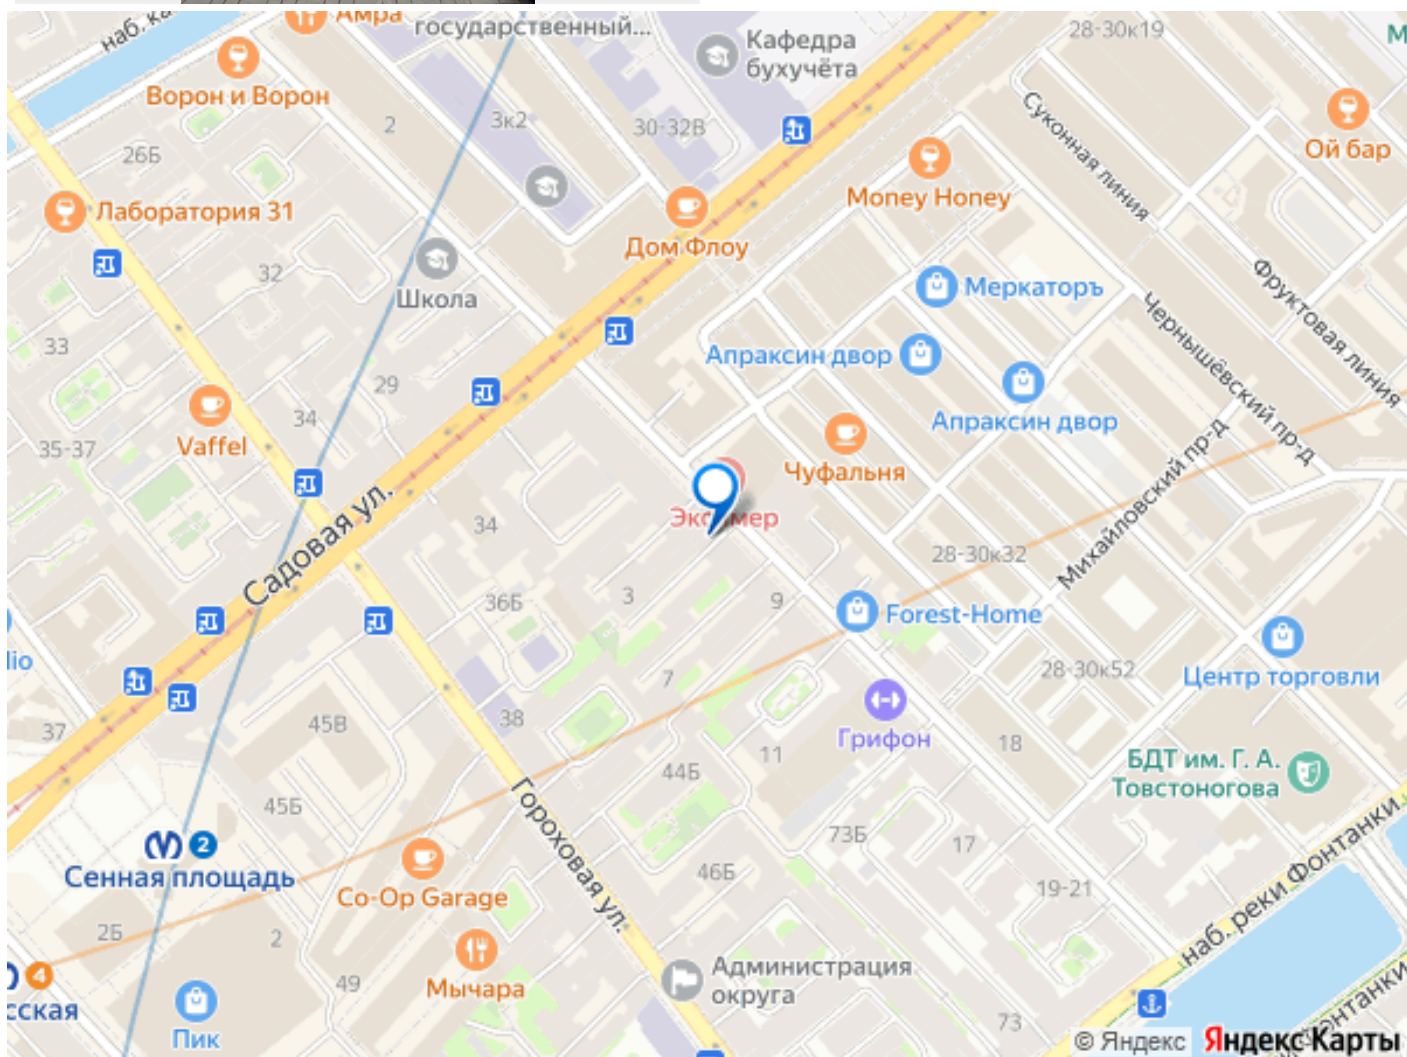 наб. ка
Амра
государственный...
Кафедра
бухучёта
28-30к19
М
Ворон и Ворон
2
3к2
30-32В
Ой бар
26Б
Суконная линия
Money Honey
Лаборатория 31
Дом Флоу
32
Школа
Меркаторъ
Фруктовая линия
Чернышёвский пр-д
33
Апраксин двор
29
34
Апраксин двор
Vaffel
35-37
Чуфальня
Михайловский пр-д
Садовая ул.
34
28-30к32
36Б
3
9
Forest-Home
lio
28-30к52
Центр торговли
7
37
45В
38
Грифон
18
11
БДТ им. Г. А.
Товстоногова
44Б
45Б
Гороховая ул.
73Б
17
2
Сенная площадь
46Б
19-21
наб. реки Фонтанки
Co-Op Garage
2Б
2
4
сская
49
Мычара
Администрация
округа
Пик
73
© Яндекс Яндекс Карты